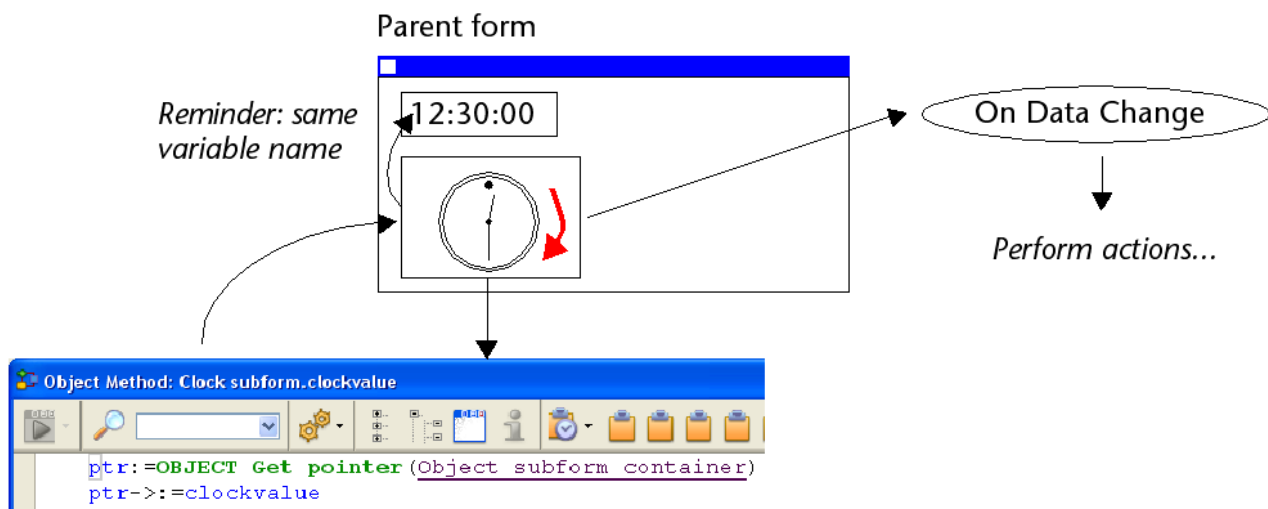 Parent form
Reminder: same
variable name
12:30:00
On Data Change
Perform actions...
Object Method: Clock subform.clockvalue
ptr:=OBJECT Get pointer(Object subform container)
ptr->:=clockvalue